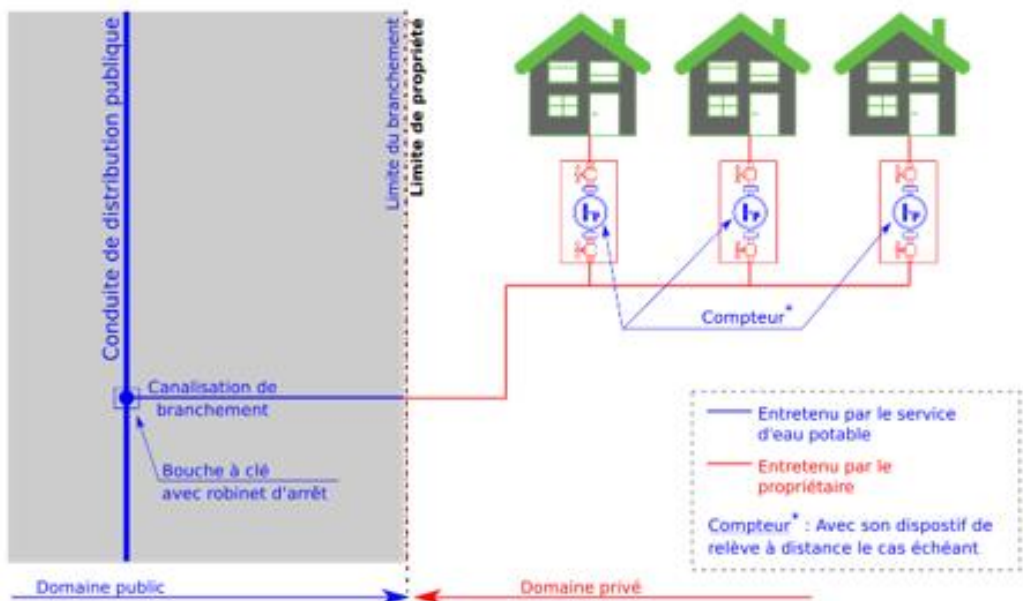 Conduite de distribution publique
Limite du branchement
Limite de propriété
Compteur*
Canalisation de
branchement
Bouche à clé
avec robinet d'arrêt
Entretenu par le service
d'eau potable
Entretenu par le
propriétaire
Compteur* : Avec son dispostif de
relève à distance le cas échéant
Domaine public
Domaine privé